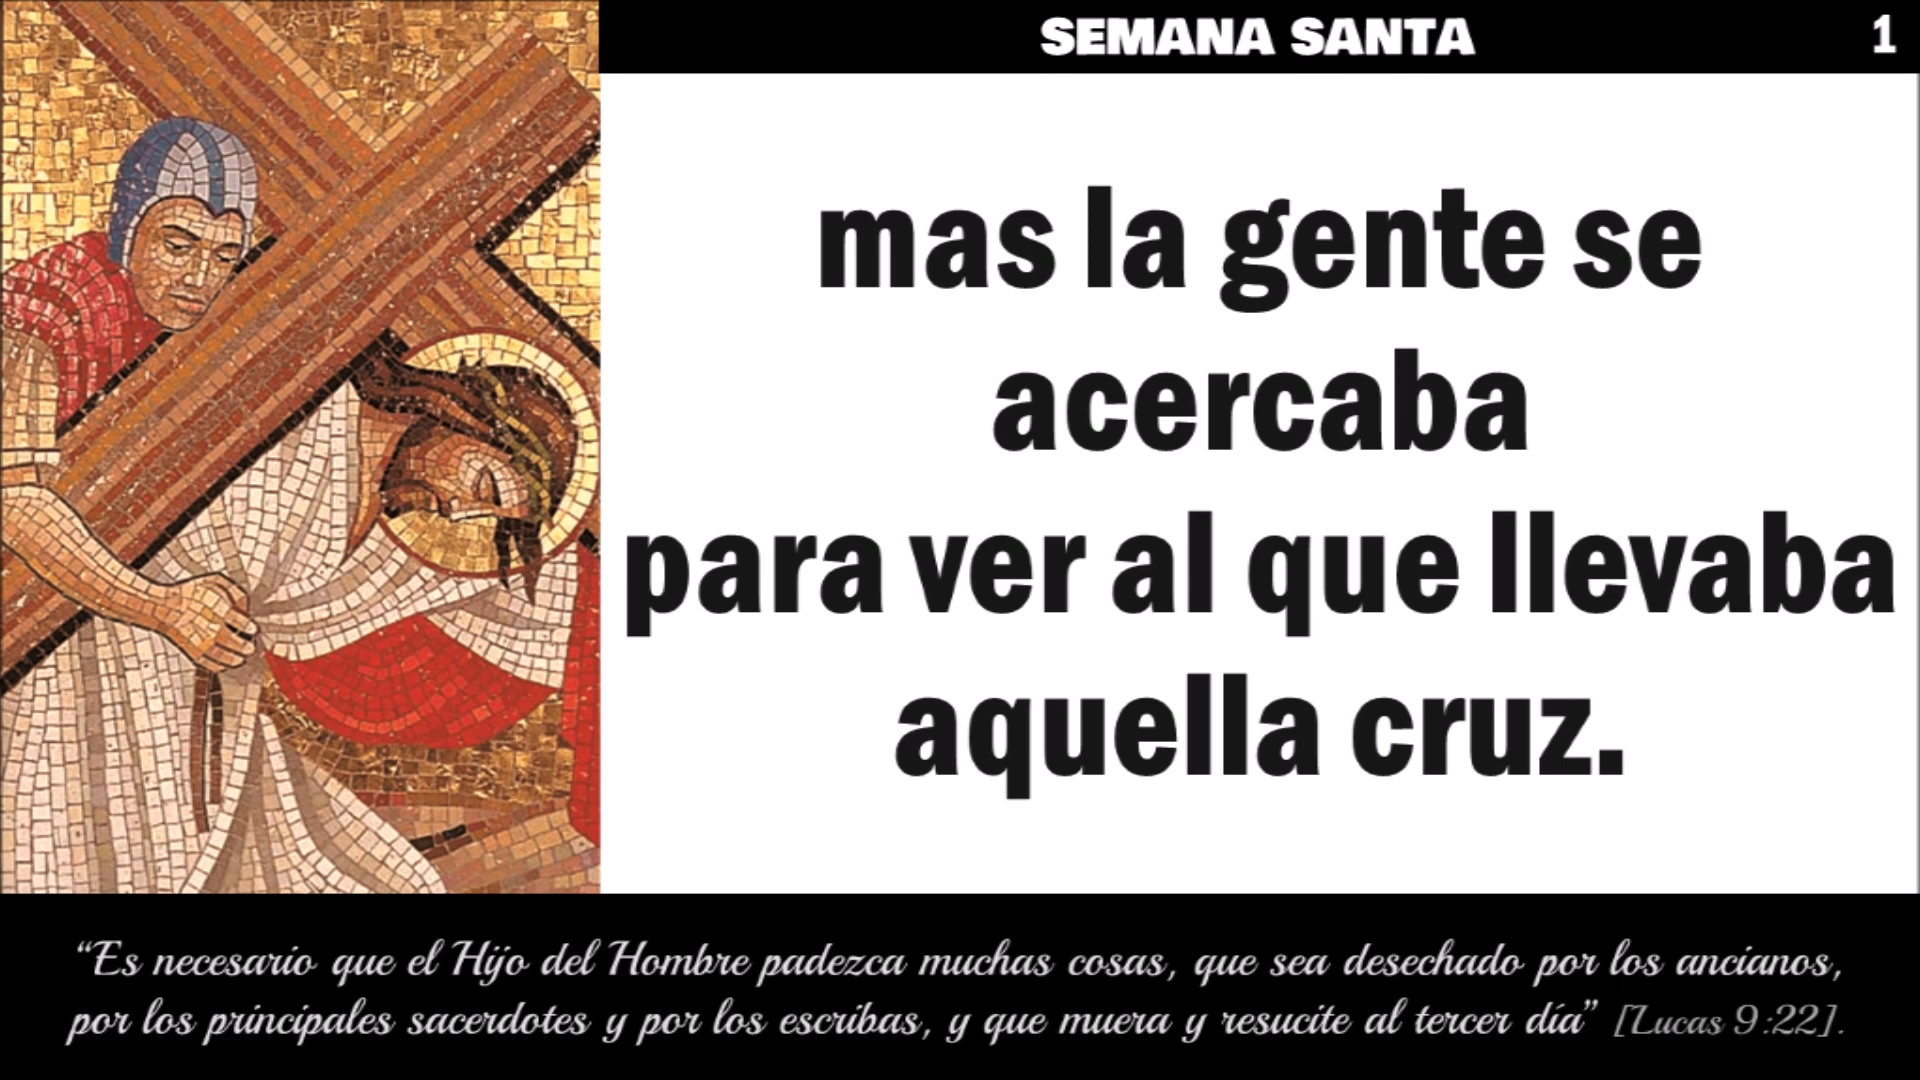 SEMANA SANTA
1
mas la gente se
acercaba
para ver al que llevaba
aquella cruz.
“Es necesario que el Hijo del Hombre padezca muchas cosas, que sea desechado por los ancianos,
por los principales sacerdotes y por los escribas, y que muera y resucite al tercer día” [Lucas 9:22].